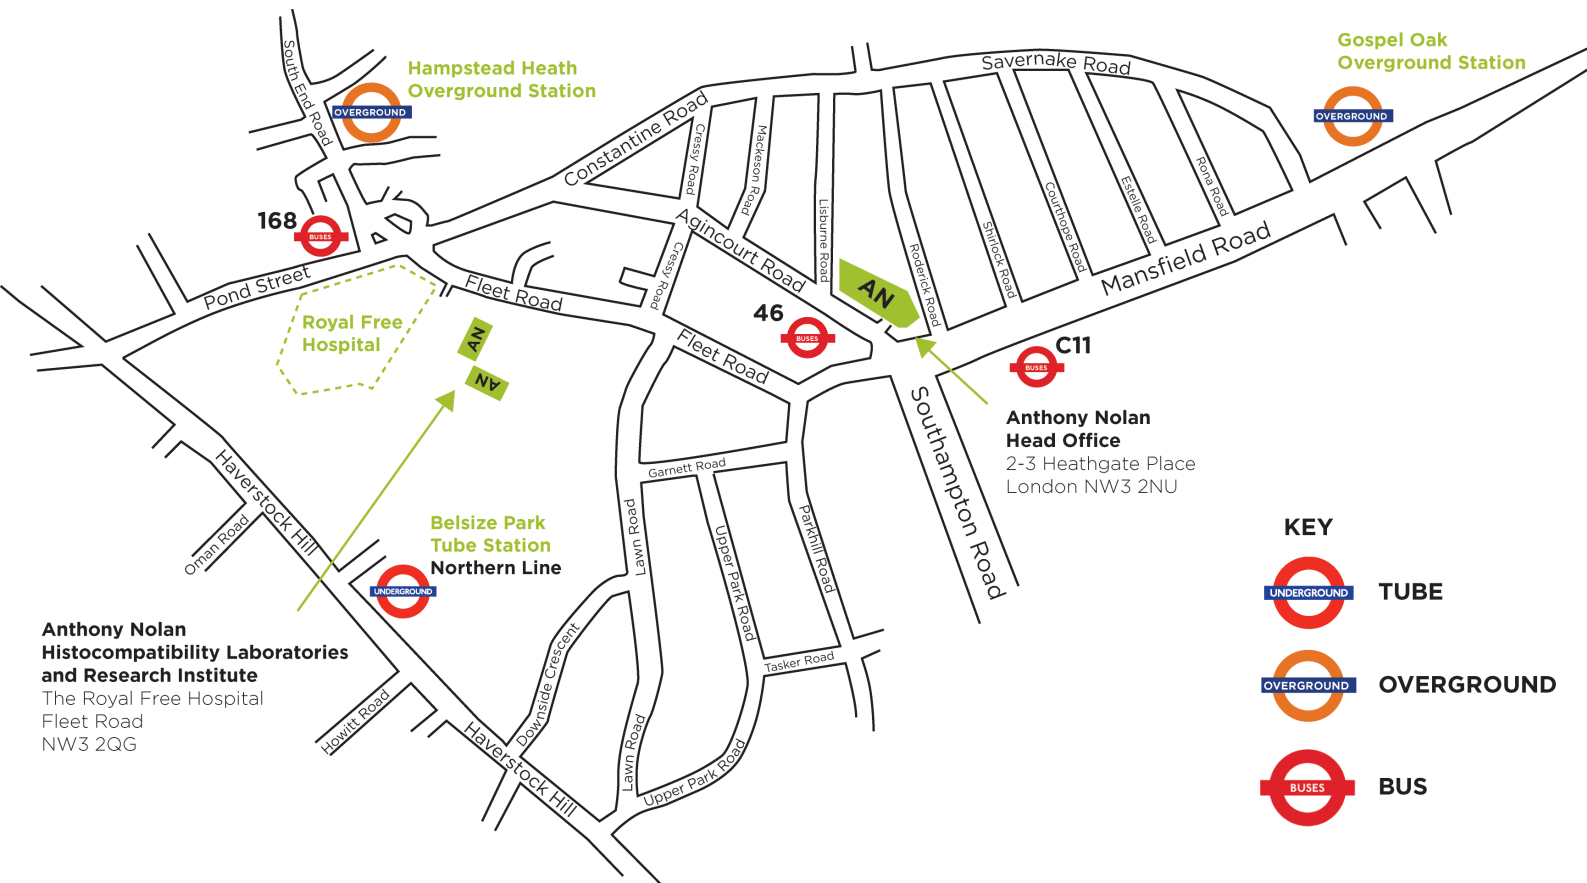 South End Road
OVERGROUND
Hampstead Heath
Overground Station
Constantine Road
Savernake Road
Gospel Oak
Overground Station
OVERGROUND
Cressy Road
Mackeson Road
Lisburne Road
Roderick Road
Shirlock Road
Courthope Road
Estelle Road
Rona Road
Mansfield Road
168
BUSES
Pond Street
Royal Free
Hospital
Fleet Road
Cressy Road
Agincourt Road
AN
46
BUSES
C11
BUSES
AN
AN
Fleet Road
Anthony Nolan
Head Office
2-3 Heathgate Place
London NW3 2NU
Southampton Road
Garnett Road
Haverstock Hill
Oman Road
Belsize Park
Tube Station
Northern Line
UNDERGROUND
Lawn Road
Upper Park Road
Parkhill Road
Tasker Road
Downside Crescent
Anthony Nolan
Histocompatibility Laboratories
and Research Institute
The Royal Free Hospital
Fleet Road
NW3 2QG
Howitt Road
Haverstock Hill
Lawn Road
Upper Park Road
KEY
UNDERGROUND
TUBE
OVERGROUND
OVERGROUND
BUSES
BUS